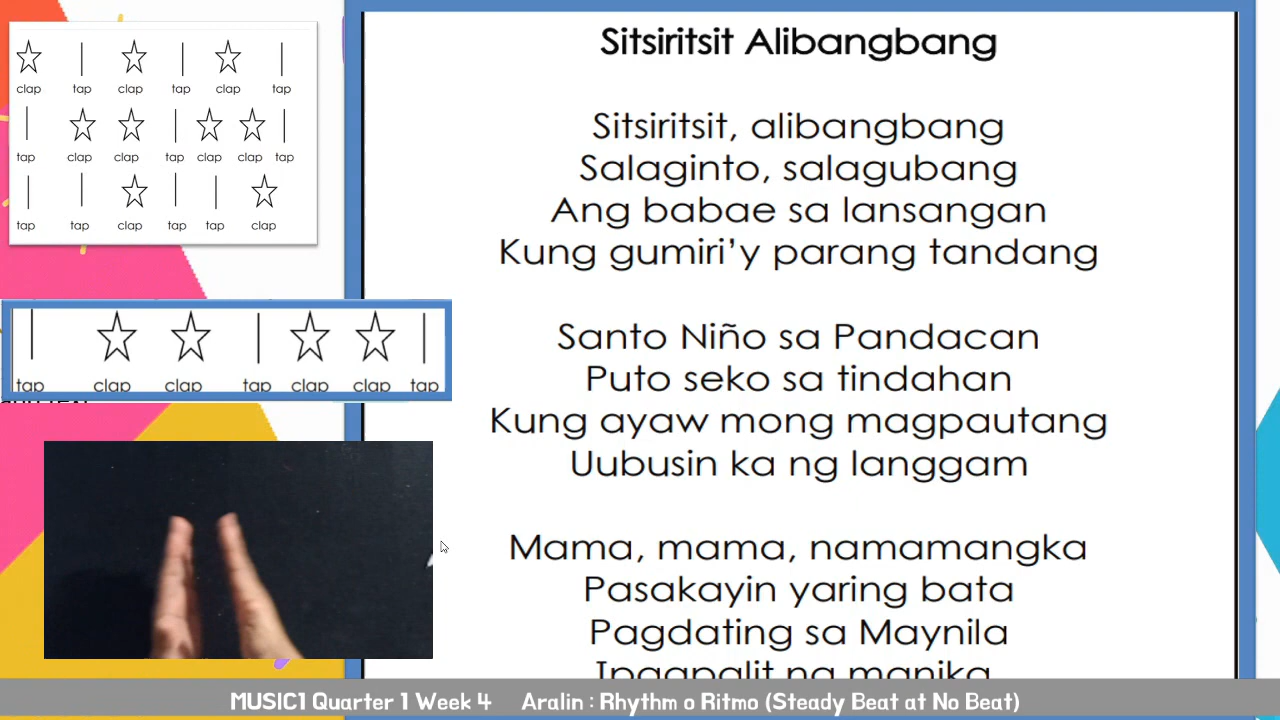 clap tap clap tap clap tap
tap clap clap tap clap clap tap
tap tap clap tap tap clap
tap clap clap tap clap clap tap
Sitsiritsit Alibangbang
Sitsiritsit, alibangbang
Salaginto, salagubang
Ang babae sa lansangan
Kung gumiri'y parang tandang
Santo Niño sa Pandacan
Puto seko sa tindahan
Kung ayaw mong magpautang
Uubusin ka ng langgam
Mama, mama, namamangka
Pasakayin yaring bata
Pagdating sa Maynila
Ipagpalit ng manika
MUSIC1 Quarter 1 Week 4 Aralin : Rhythm o Ritmo (Steady Beat at No Beat)